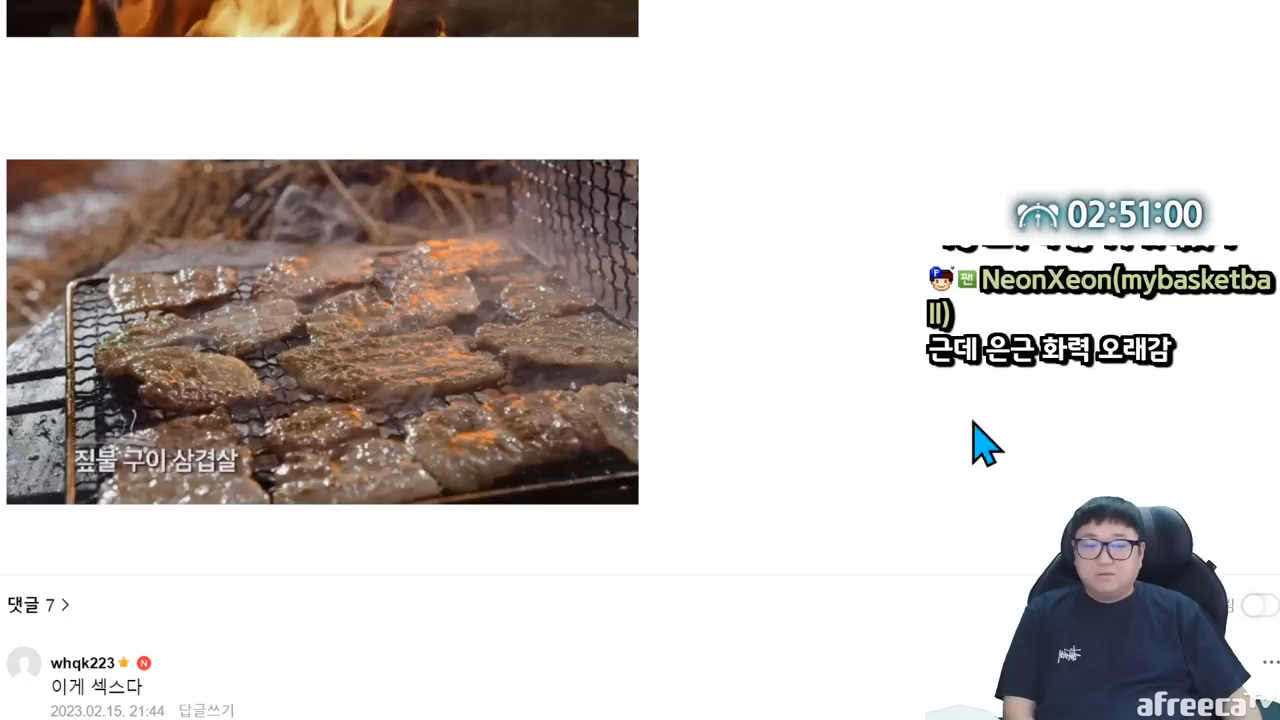 02:51:00
팬 NeonXeon(mybasketba
ll)
근데 은근 화력 오래감
짚불 구이 삼겹살
댓글 7 >
whqk223 N
이게 섹스다
2023.02.15. 21:44 답글쓰기
afreecaTV